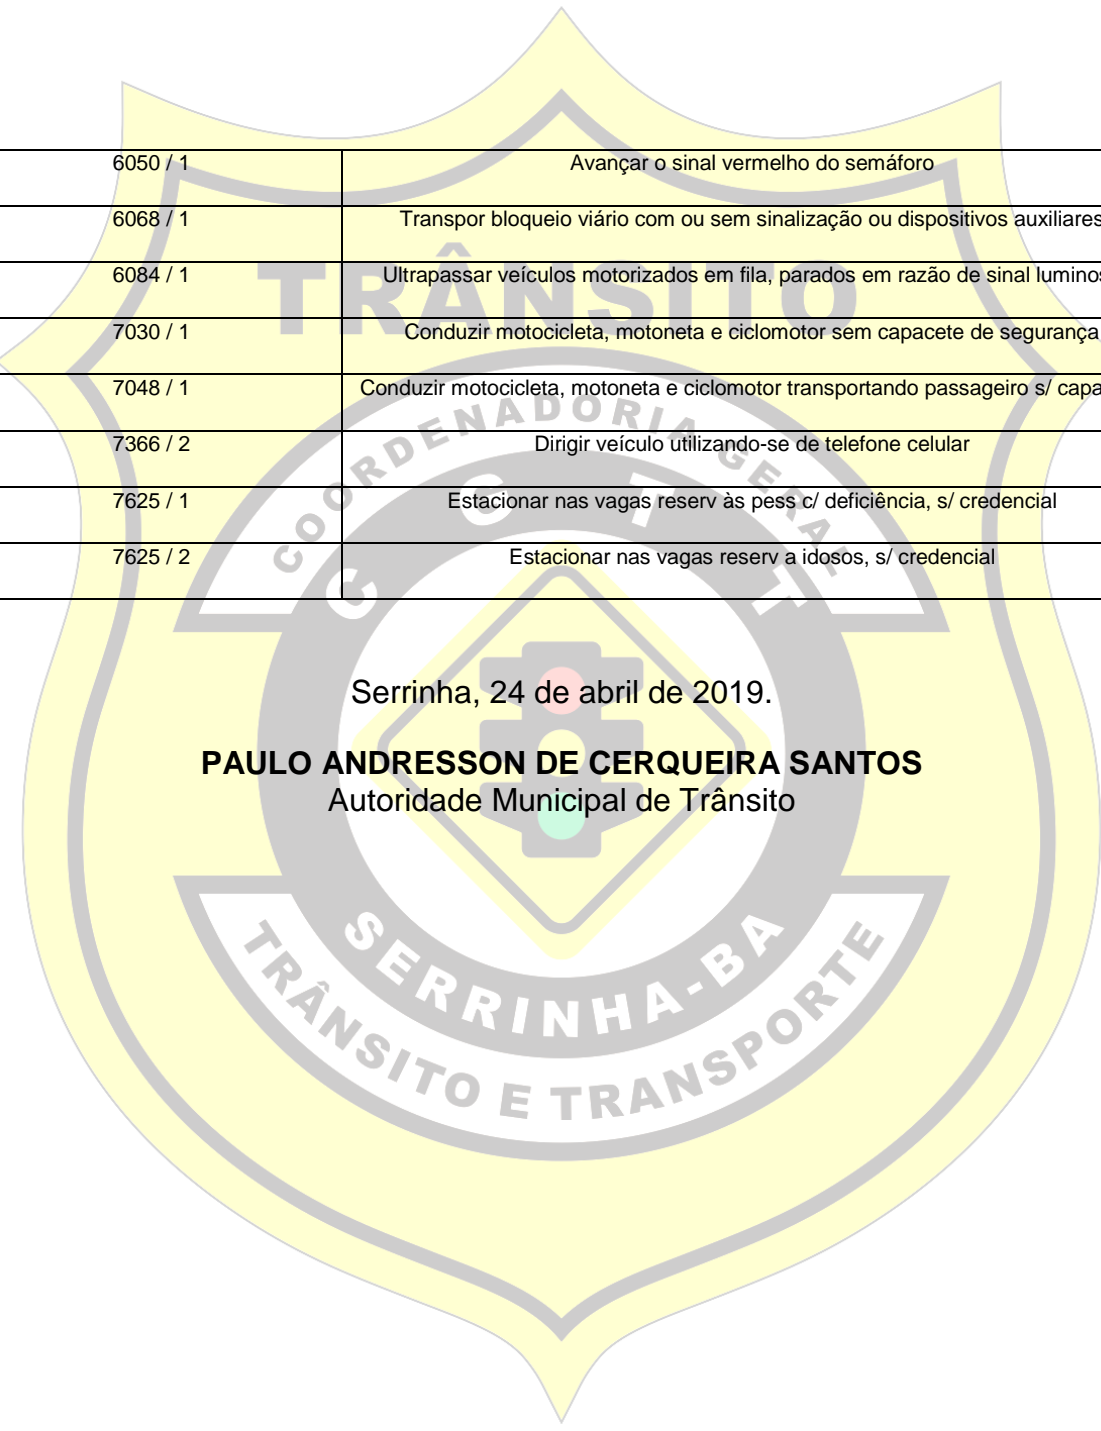 6050 / 1 Avançar o sinal vermelho do semáforo
6068 / 1 Transpor bloqueio viário com ou sem sinalização ou dispositivos auxiliares
6084 / 1 Ultrapassar veículos motorizados em fila, parados em razão de sinal luminos
TRÂNSITO
7030 / 1 Conduzir motocicleta, motoneta e ciclomotor sem capacete de segurança
7048 / 1 Conduzir motocicleta, motoneta e ciclomotor transportando passageiro s/ capa
COORDENADORIA GERAL
7366 / 2 Dirigir veículo utilizando-se de telefone celular
C G T T
7625 / 1 Estacionar nas vagas reserv às pess c/ deficiência, s/ credencial
7625 / 2 Estacionar nas vagas reserv a idosos, s/ credencial
Serrinha, 24 de abril de 2019.
PAULO ANDRESSON DE CERQUEIRA SANTOS
Autoridade Municipal de Trânsito
SERRINHA-BA
TRÂNSITO E TRANSPORTE